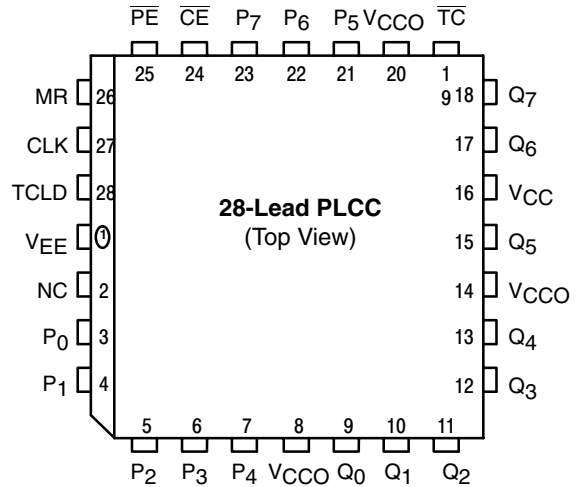 PE CE P7 P6 P5 VCCO TC
25 24 23 22 21 20 1
9
MR 26 18 Q7
CLK 27 17 Q6
TCLD 28 16 VCC
28-Lead PLCC
(Top View)
VEE 1 15 Q5
NC 2 14 VCCO
P0 3 13 Q4
P1 4 12 Q3
5 6 7 8 9 10 11
P2 P3 P4 VCCO Q0 Q1 Q2